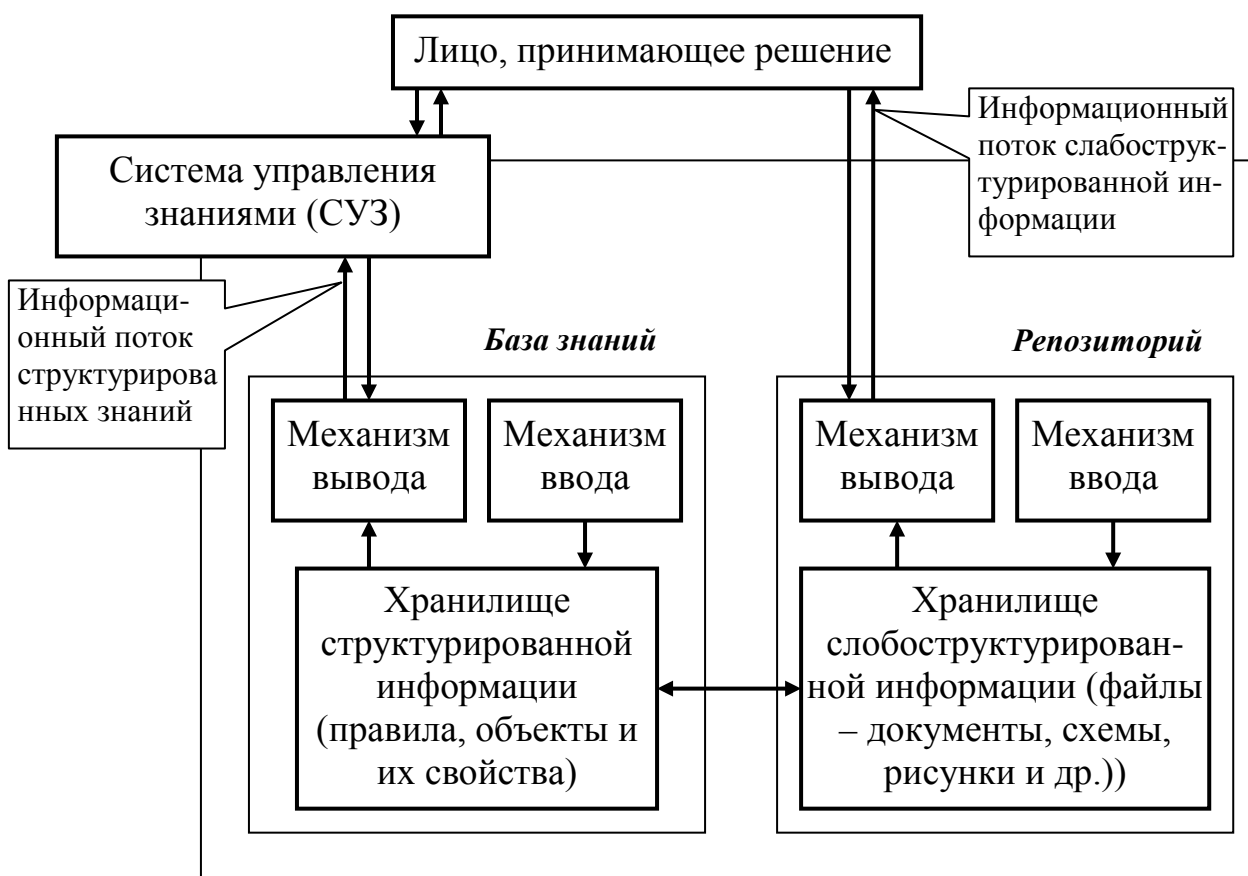 Лицо, принимающее решение
Информационный
поток слабострук-
турированной ин-
формации
Система управления
знаниями (СУЗ)
Информаци-
онный поток
структурирова
нных знаний
База знаний
Репозиторий
Механизм
вывода
Механизм
ввода
Механизм
вывода
Механизм
ввода
Хранилище
структурированной
информации
(правила, объекты и
их свойства)
Хранилище
слобоструктурирован-
ной информации (файлы
– документы, схемы,
рисунки и др.))